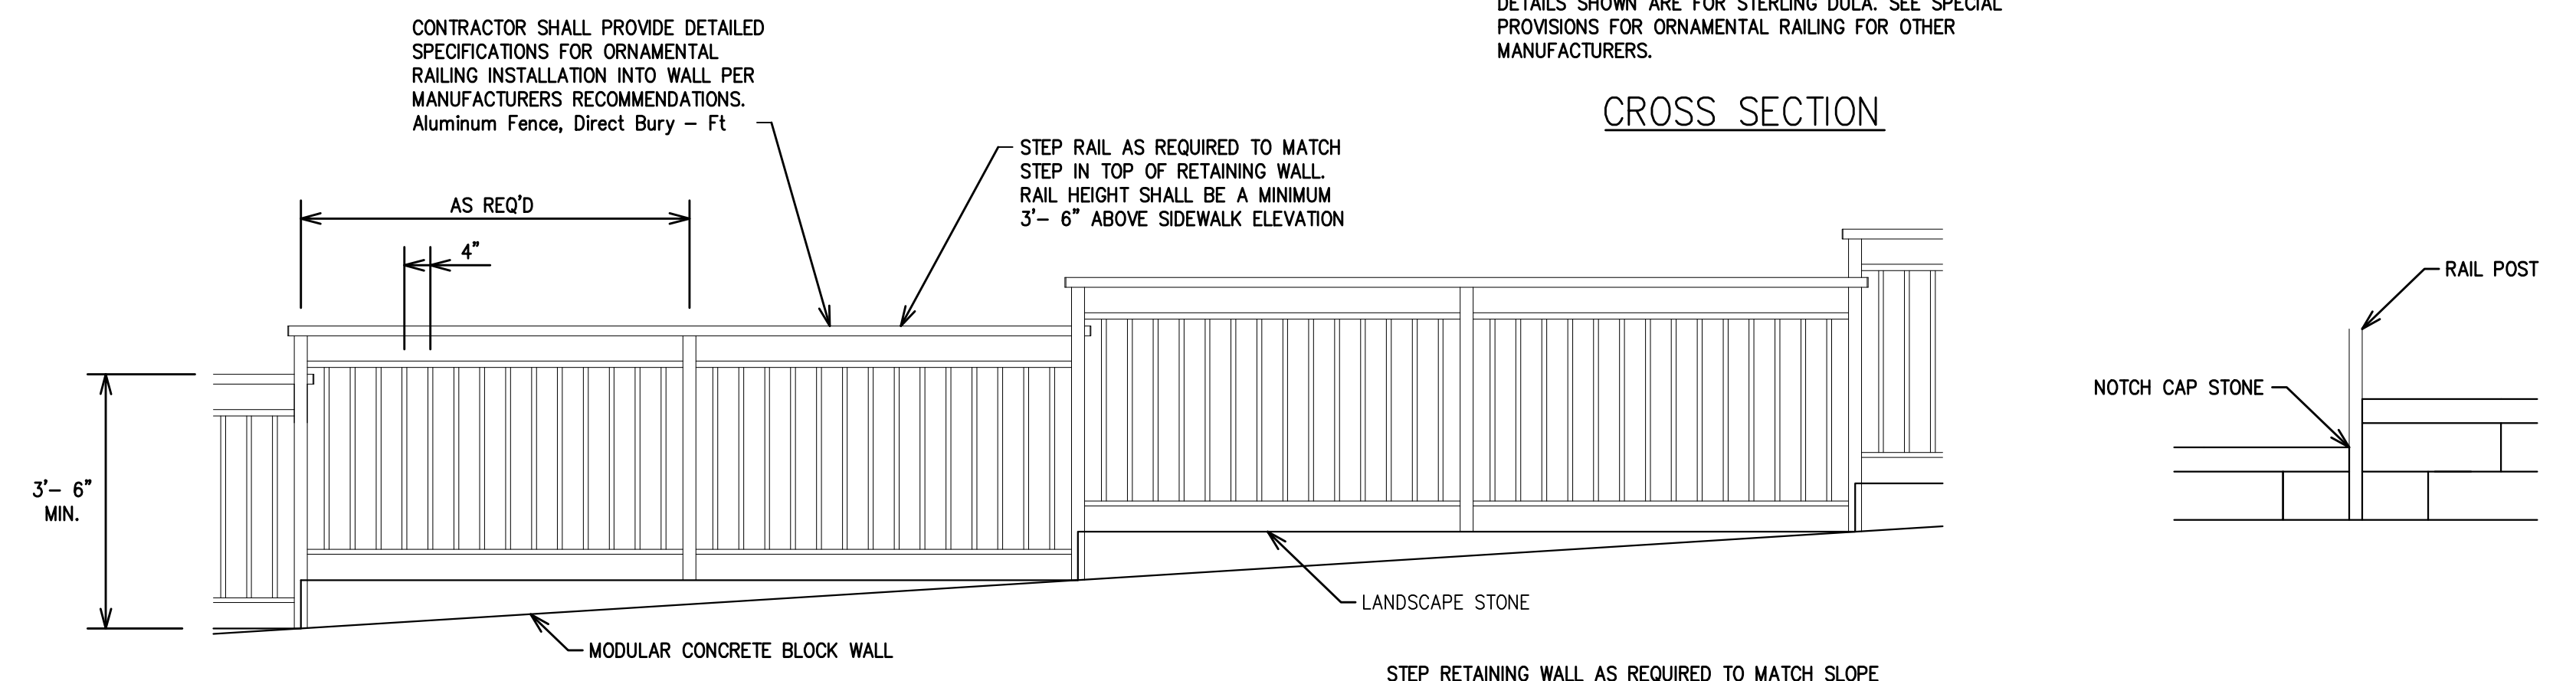 CONTRACTOR SHALL PROVIDE DETAILED
SPECIFICATIONS FOR ORNAMENTAL
RAILING INSTALLATION INTO WALL PER
MANUFACTURERS RECOMMENDATIONS.
Aluminum Fence, Direct Bury – Ft
DETAILS SHOWN ARE FOR STERLING DULA. SEE SPECIAL
PROVISIONS FOR ORNAMENTAL RAILING FOR OTHER
MANUFACTURERS.
CROSS SECTION
STEP RAIL AS REQUIRED TO MATCH
STEP IN TOP OF RETAINING WALL.
RAIL HEIGHT SHALL BE A MINIMUM
3'– 6" ABOVE SIDEWALK ELEVATION
AS REQ'D
4"
RAIL POST
NOTCH CAP STONE
3'– 6"
MIN.
LANDSCAPE STONE
MODULAR CONCRETE BLOCK WALL
STEP RETAINING WALL AS REQUIRED TO MATCH SLOPE